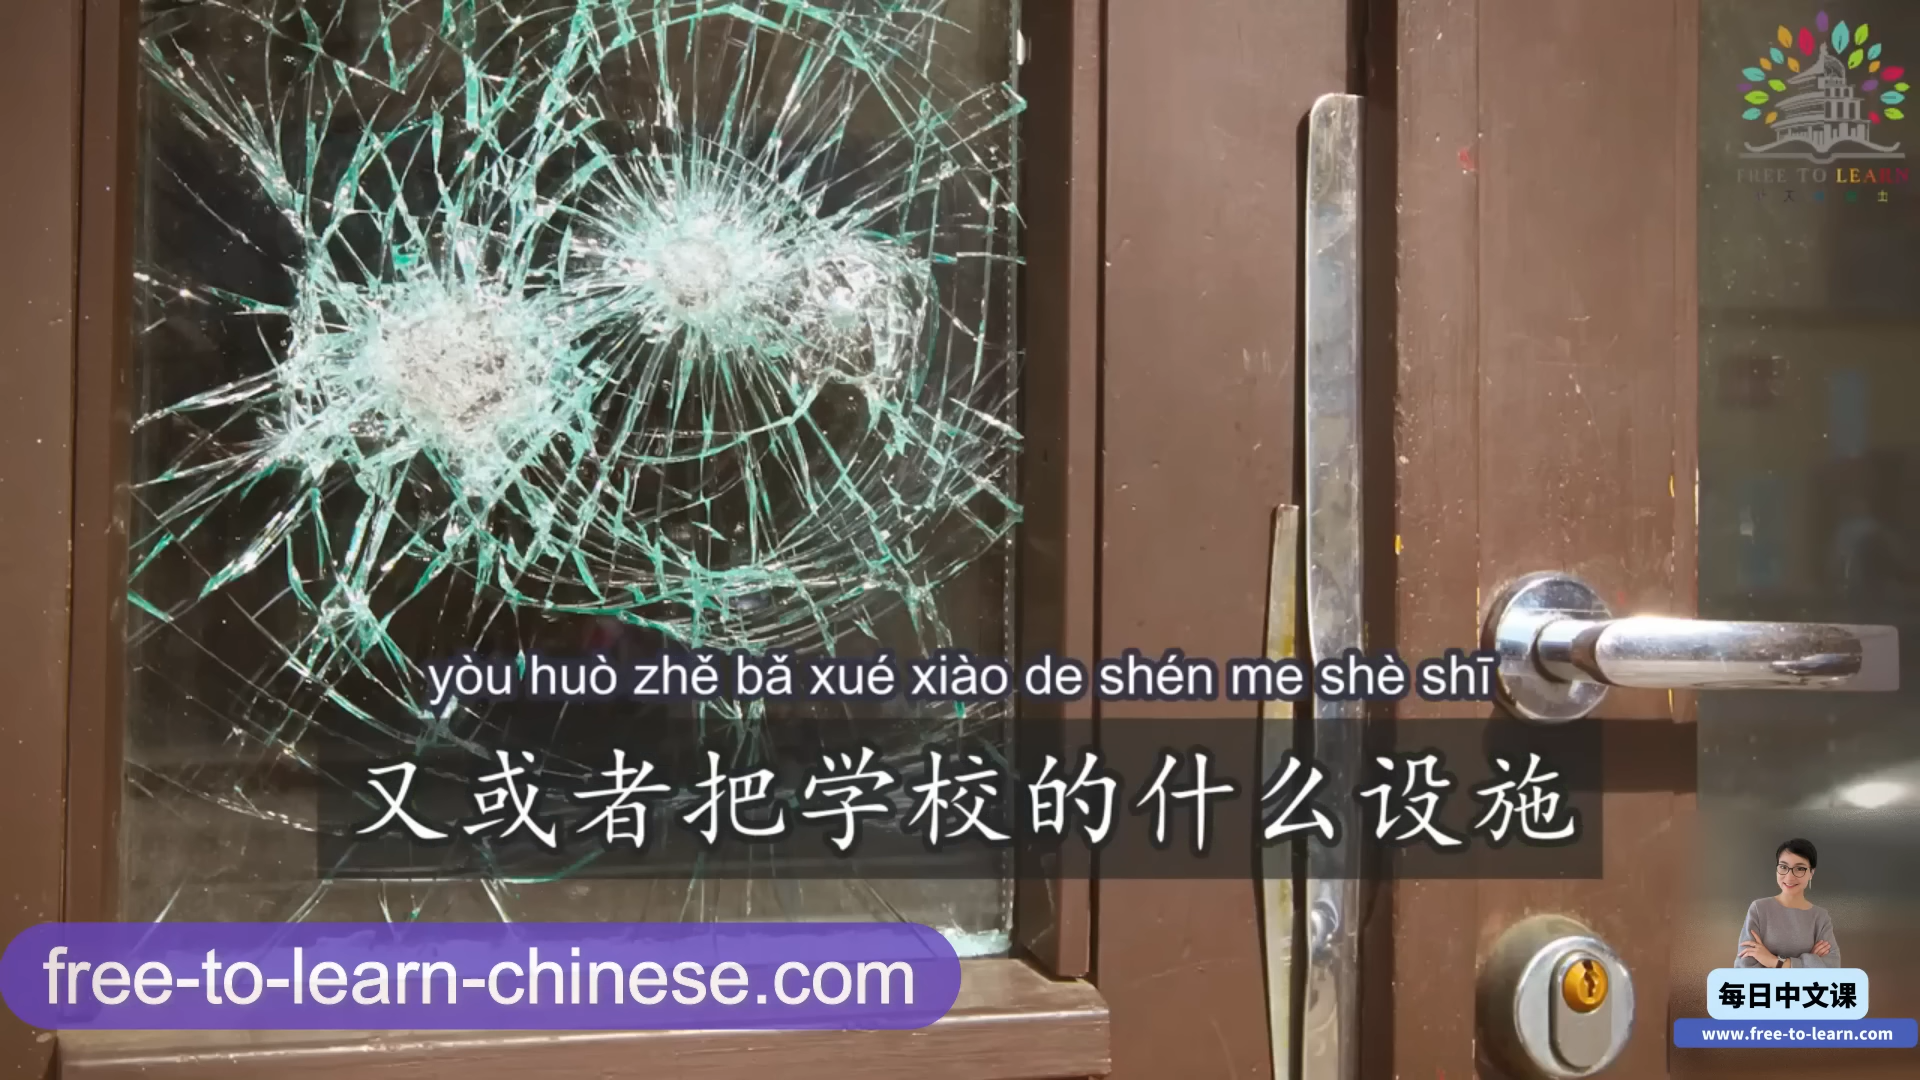 FREE TO LEARN
yòu huò zhě bǎ xué xiào de shén me shè shī
又或者把学校的什么设施
free-to-learn-chinese.com
每日中文课
www.free-to-learn.com